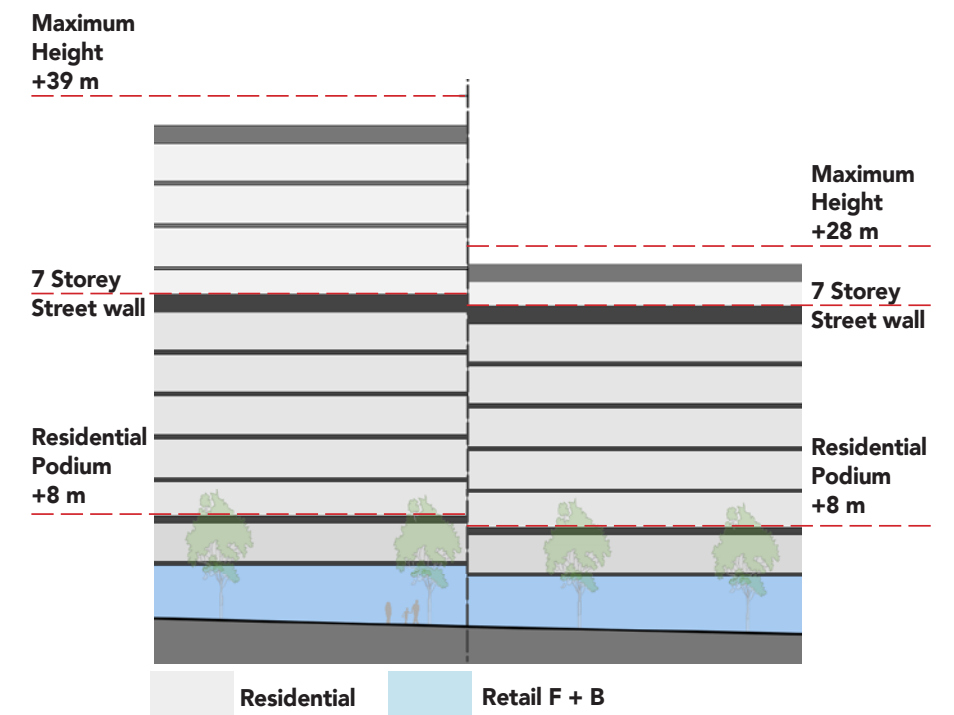 Maximum
Height
+39 m
7 Storey
Street wall
Residential
Podium
+8 m
Maximum
Height
+28 m
7 Storey
Street wall
Residential
Podium
+8 m
Residential
Retail F + B